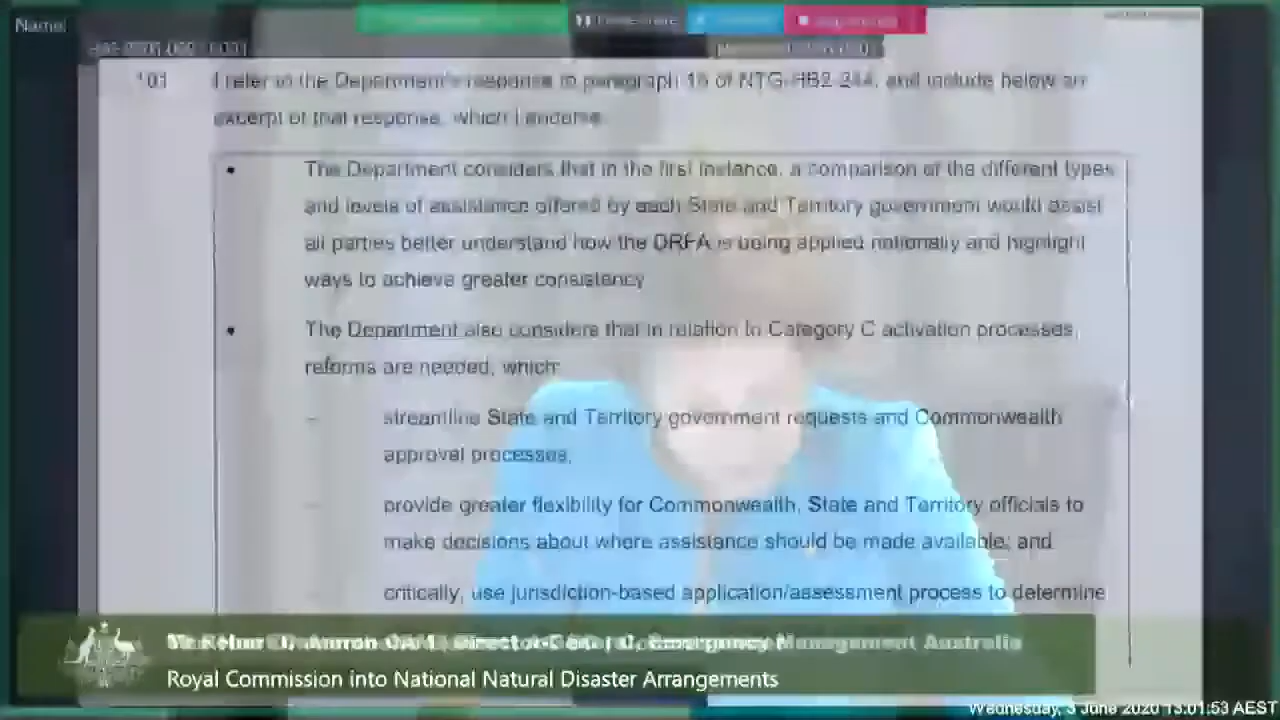 Name:
101 I refer to the Department's response to paragraph 15 of NTG-HB2-244, and include below an
excerpt of that response, which I endorse.
• The Department considers that in the first instance, a comparison of the different types
and levels of assistance offered by each State and Territory government would assist
all parties better understand how the DRFA is being applied nationally and highlight
ways to achieve greater consistency
• The Department also considers that in relation to Category C activation processes,
reforms are needed, which:
– streamline State and Territory government requests and Commonwealth
approval processes;
– provide greater flexibility for Commonwealth, State and Territory officials to
make decisions about where assistance should be made available; and
critically, use jurisdiction-based application/assessment process to determine
Emergency Management Australia
Royal Commission into National Natural Disaster Arrangements
Wednesday, 3 June 2020 13:01:53 AEST